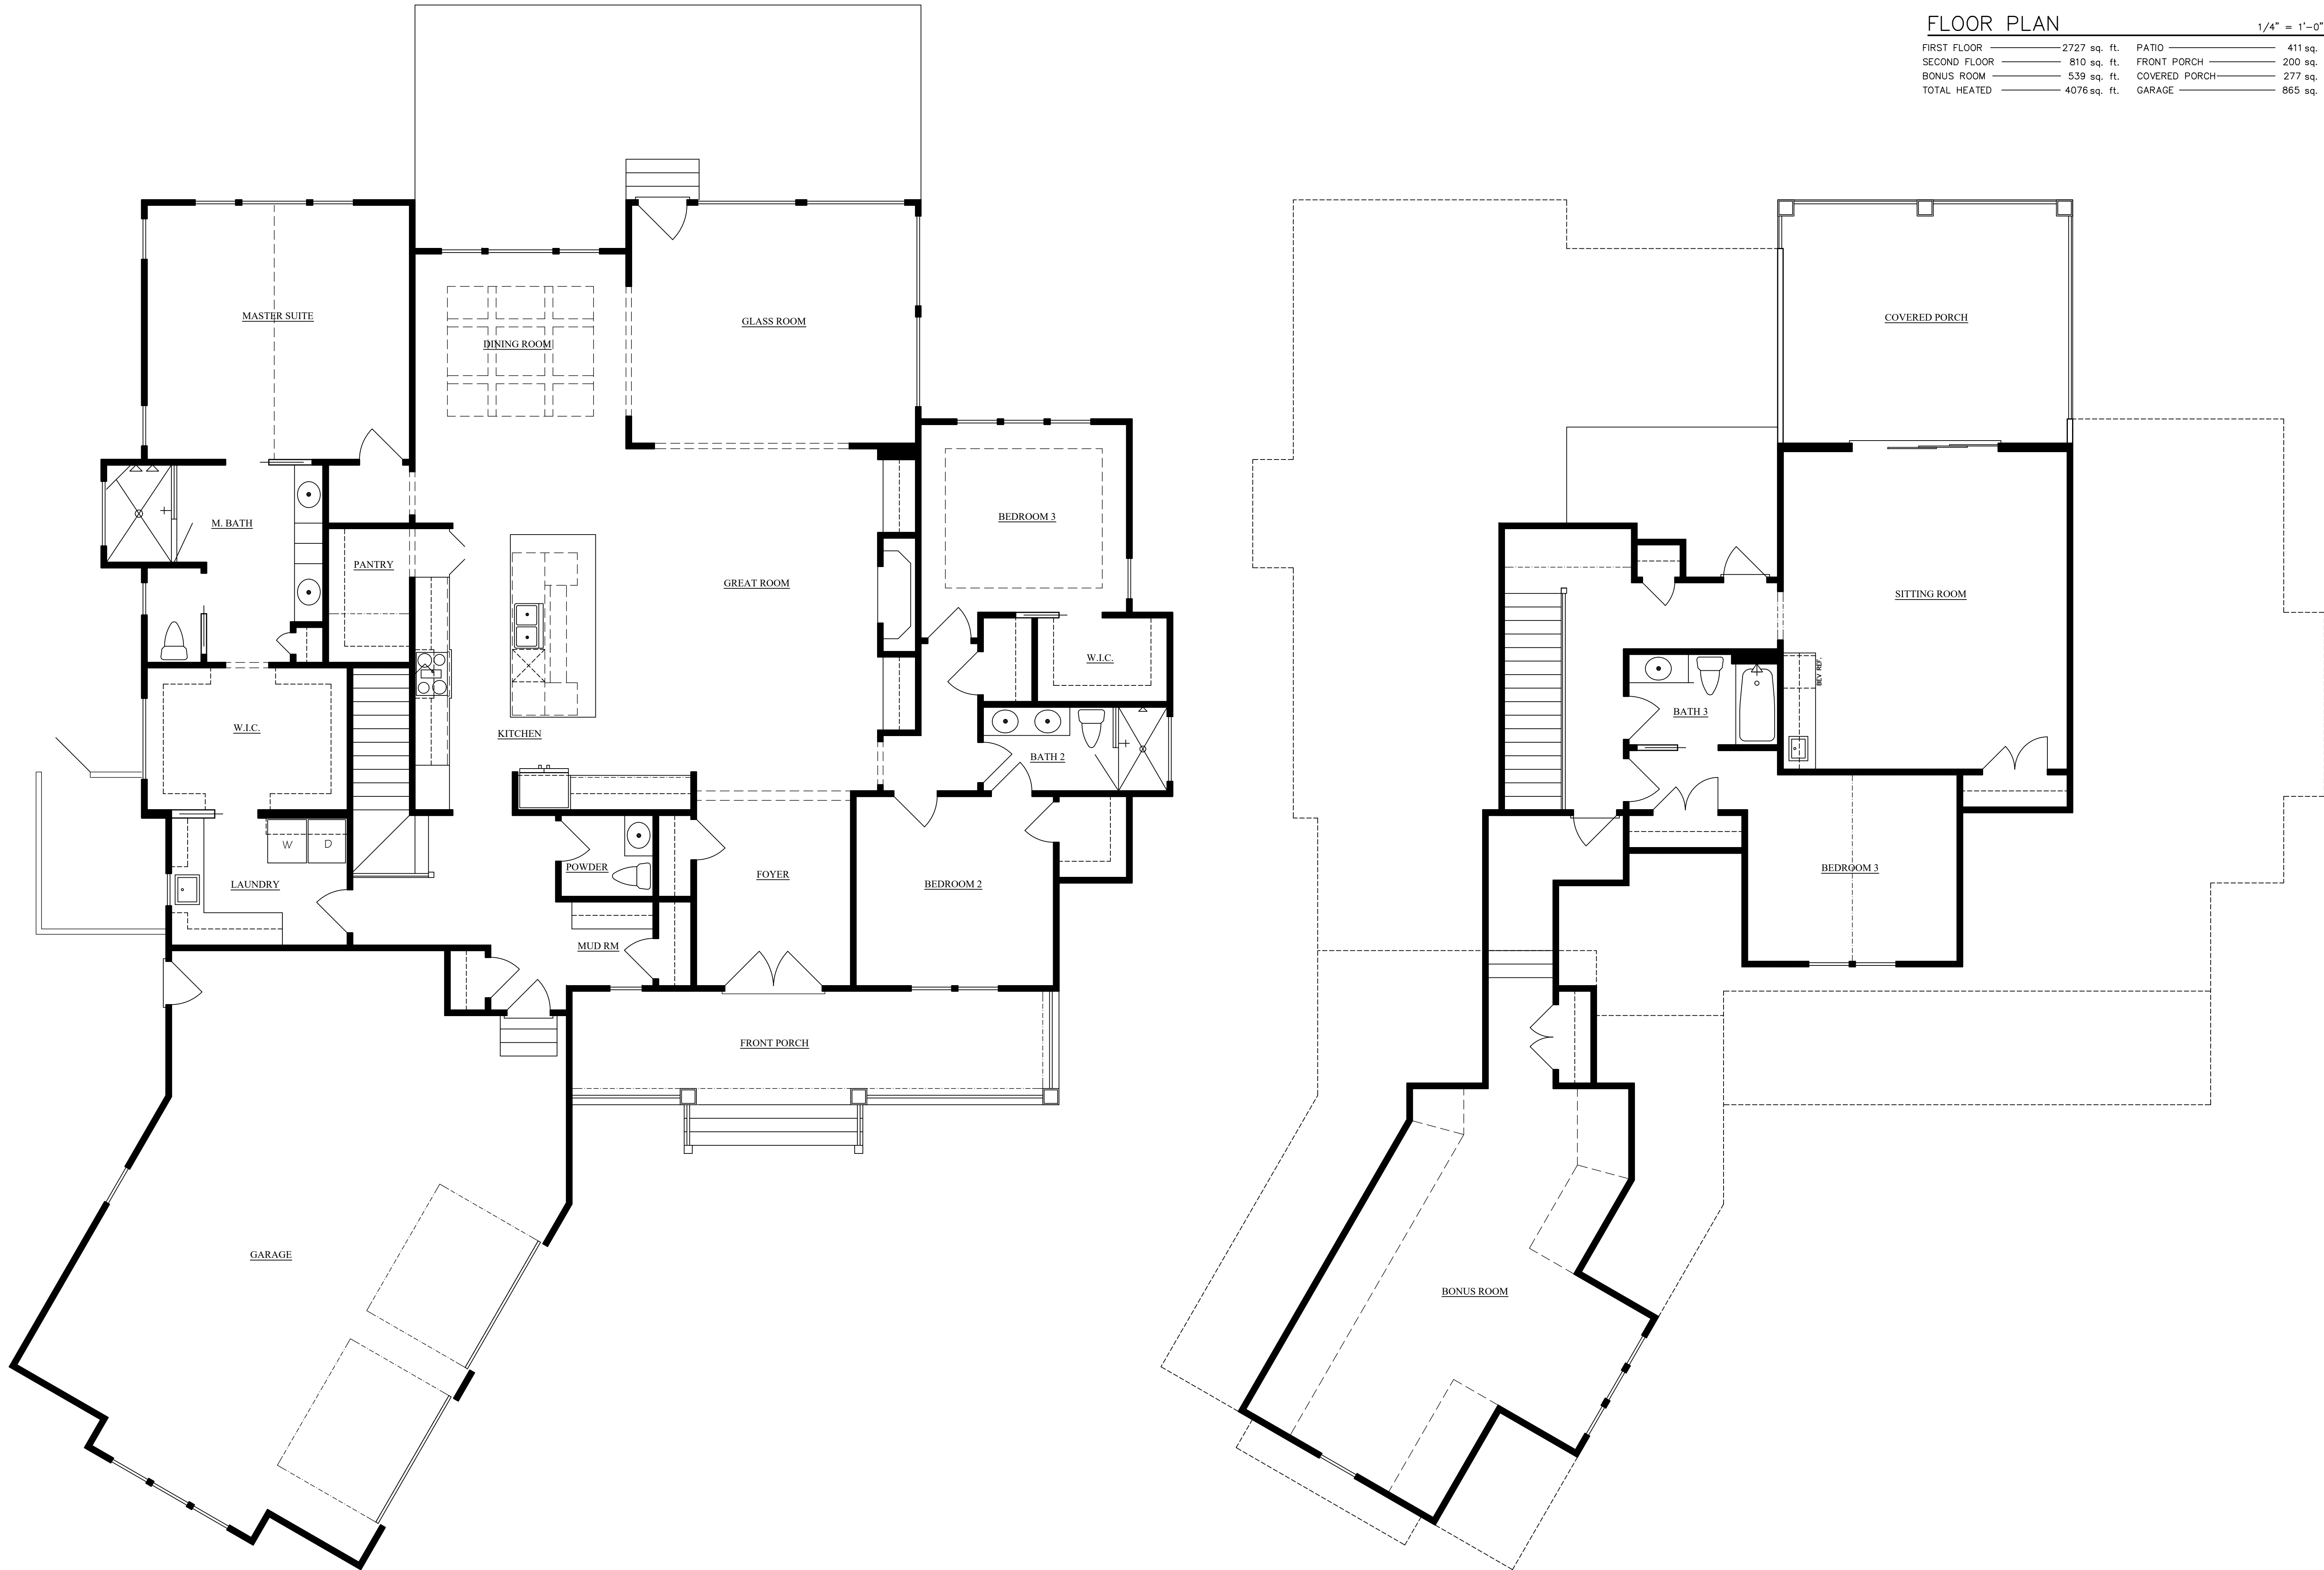 FLOOR PLAN 1/4" = 1'-0"
FIRST FLOOR 2727 sq. ft. PATIO 411 sq.
SECOND FLOOR 810 sq. ft. FRONT PORCH 200 sq.
BONUS ROOM 539 sq. ft. COVERED PORCH 277 sq.
TOTAL HEATED 4076 sq. ft. GARAGE 865 sq.
MASTER SUITE
GLASS ROOM
DINING ROOM
M. BATH
BEDROOM 3
PANTRY
GREAT ROOM
W.I.C.
W.I.C.
KITCHEN
BATH 2
W D
POWDER
LAUNDRY
FOYER
BEDROOM 2
MUD RM
FRONT PORCH
GARAGE
COVERED PORCH
SITTING ROOM
BEV. REF.
BATH 3
BEDROOM 3
BONUS ROOM